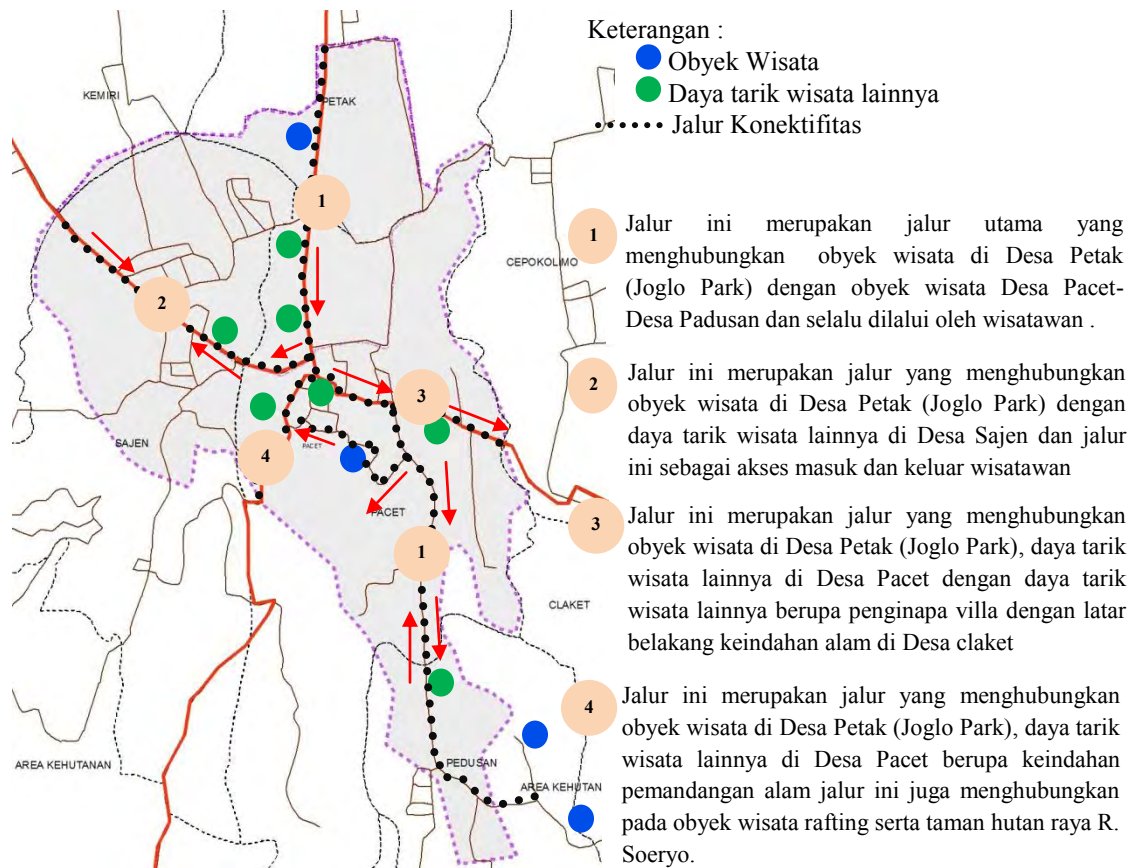 Keterangan :
Obyek Wisata
Daya tarik wisata lainnya
Jalur Konektifitas
KEMIRI
PETAK
1
CEPOKOLIMO
2
3
SAJEN
PACET
4
PACET
1
CLAKET
PEDUSAN
AREA KEHUTANAN
AREA KEHUTAN
1
Jalur ini merupakan jalur utama yang
menghubungkan obyek wisata di Desa Petak
(Joglo Park) dengan obyek wisata Desa Pacet-
Desa Padusan dan selalu dilalui oleh wisatawan .
2
Jalur ini merupakan jalur yang menghubungkan
obyek wisata di Desa Petak (Joglo Park) dengan
daya tarik wisata lainnya di Desa Sajen dan jalur
ini sebagai akses masuk dan keluar wisatawan
3
Jalur ini merupakan jalur yang menghubungkan
obyek wisata di Desa Petak (Joglo Park), daya tarik
wisata lainnya di Desa Pacet dengan daya tarik
wisata lainnya berupa penginapa villa dengan latar
belakang keindahan alam di Desa claket
4
Jalur ini merupakan jalur yang menghubungkan
obyek wisata di Desa Petak (Joglo Park), daya tarik
wisata lainnya di Desa Pacet berupa keindahan
pemandangan alam jalur ini juga menghubungkan
pada obyek wisata rafting serta taman hutan raya R.
Soeryo.